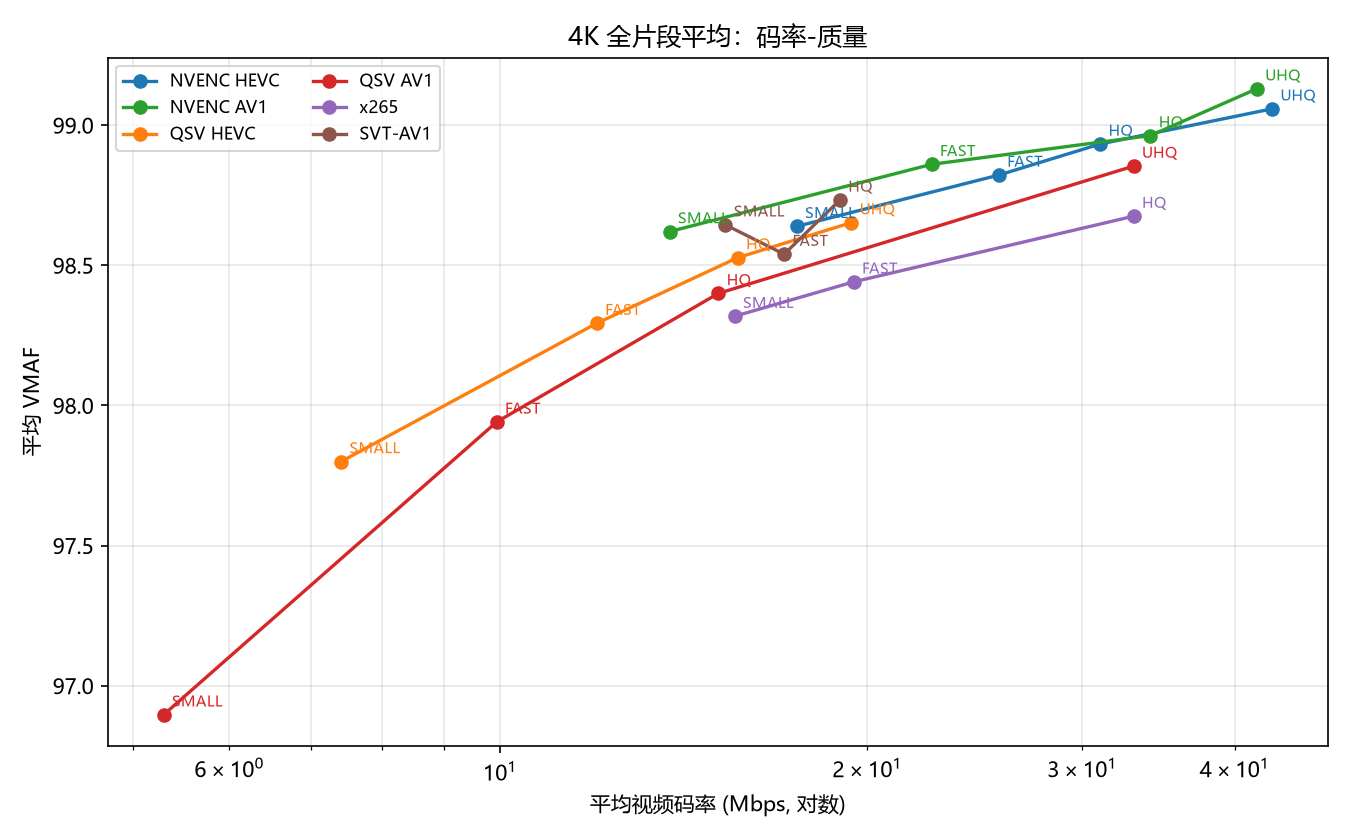 4K 全片段平均：码率-质量
NVENC HEVC
NVENC AV1
QSV HEVC
QSV AV1
x265
SVT-AV1
平均 VMAF
99.0
98.5
98.0
97.5
97.0
UHQ
UHQ
HQ
HQ
FAST
FAST
UHQ
HQ
HQ
SMALL
SMALL
SMALL
UHQ
FAST
HQ
HQ
FAST
SMALL
FAST
FAST
SMALL
SMALL
6 × 10⁰
10¹
2 × 10¹
3 × 10¹
4 × 10¹
平均视频码率 (Mbps, 对数)